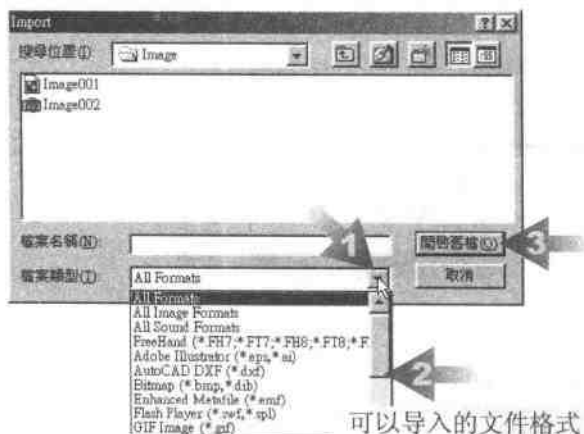 Import
搜尋位置(I):
Image
Image001
Image002
檔案名稱(N):
開啟舊檔(O)
檔案類型(T):
All Formats
取消
All Formats
All Image Formats
All Sound Formats
FreeHand (*.FH7;*.FT7;*.FH8;*.FT8;*.F
Adobe Illustrator (*.eps,*.ai)
AutoCAD DXF (*.dxf)
Bitmap (*.bmp,*.dib)
Enhanced Metafile (*.emf)
Flash Player (*.swf,*.spl)
GIF Image (*.gif)
1
2
3
可以导入的文件格式